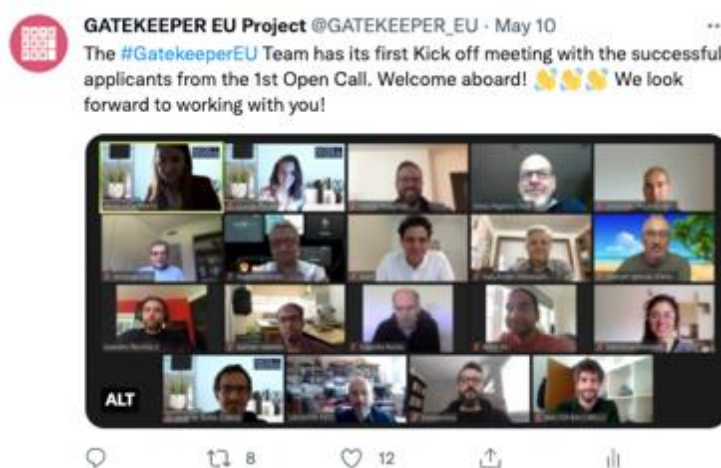 GATEKEEPER EU Project @GATEKEEPER_EU · May 10
The #GatekeeperEU Team has its first Kick off meeting with the successful
applicants from the 1st Open Call. Welcome aboard! 👋👋👋 We look
forward to working with you!
ALT
8 12